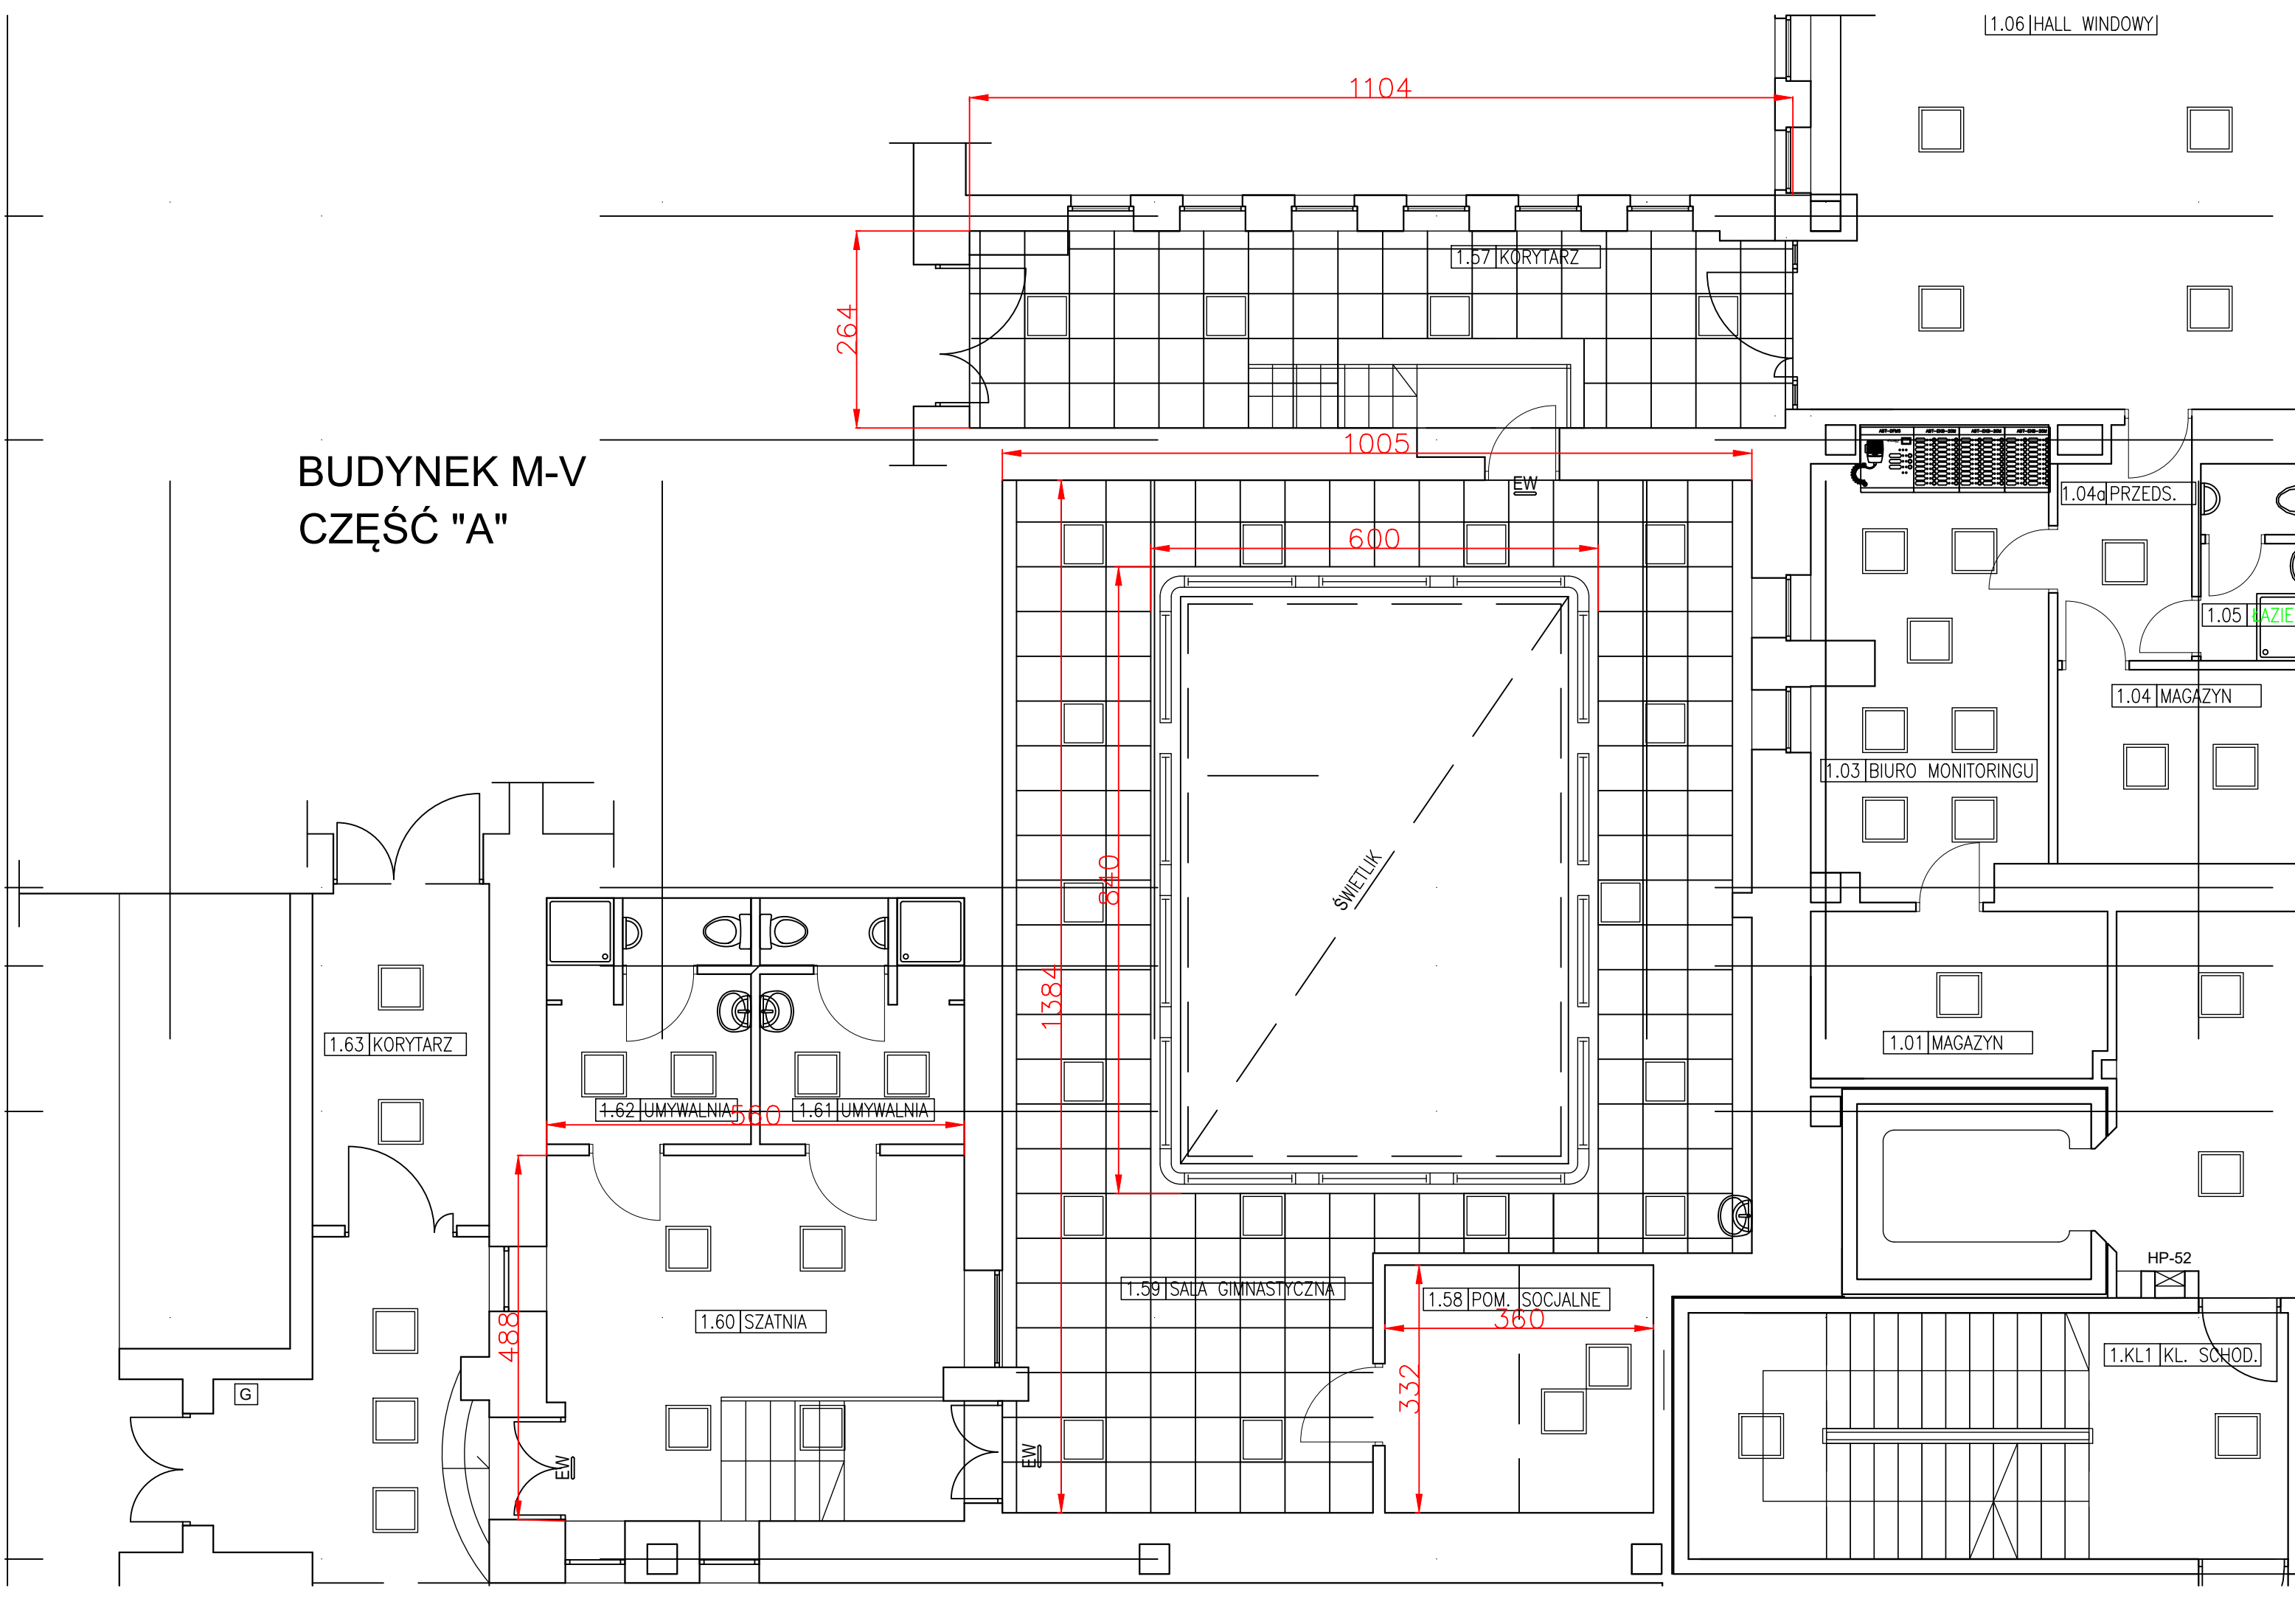 1.06 HALL WINDOWY
1104
1.57 KORYTARZ
264
BUDYNEK M-V
CZĘŚĆ "A"
1005
EW
1.04a PRZEDS.
600
1.05 ŁAZIE
1.04 MAGAZYN
1.03 BIURO MONITORINGU
840
ŚWIETLIK
1384
1.63 KORYTARZ
1.01 MAGAZYN
1.62 UMYWALNIA
560
1.61 UMYWALNIA
HP-52
1.59 SALA GIMNASTYCZNA
1.58 POM. SOCJALNE
360
1.60 SZATNIA
488
332
1.KL1 KL. SCHOD.
G
EW
EW